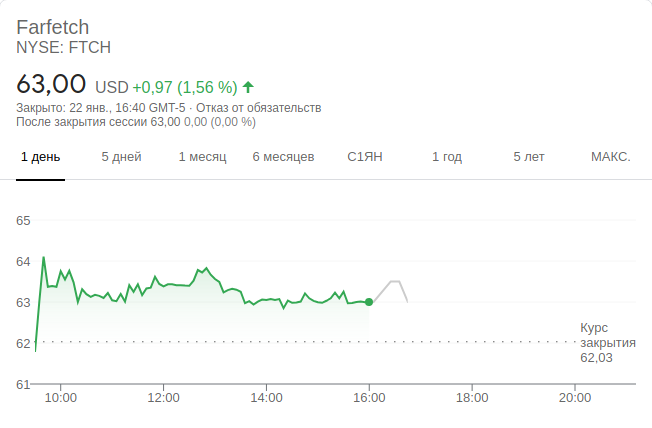 Farfetch
NYSE: FTCH
63,00 USD +0,97 (1,56 %)
Закрыто: 22 янв., 16:40 GMT-5 · Отказ от обязательств
После закрытия сессии 63,00 0,00 (0,00 %)
1 день 5 дней 1 месяц 6 месяцев С1ЯН 1 год 5 лет МАКС.
65
64
63
62
61
Курс
закрытия
62,03
10:00 12:00 14:00 16:00 18:00 20:00